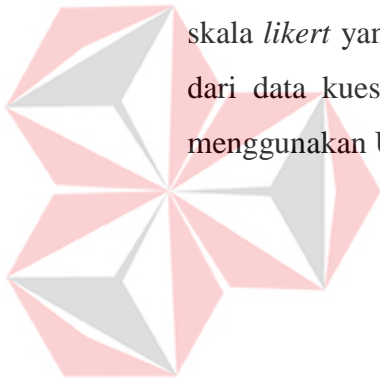 skala likert yan
dari data kues
menggunakan U